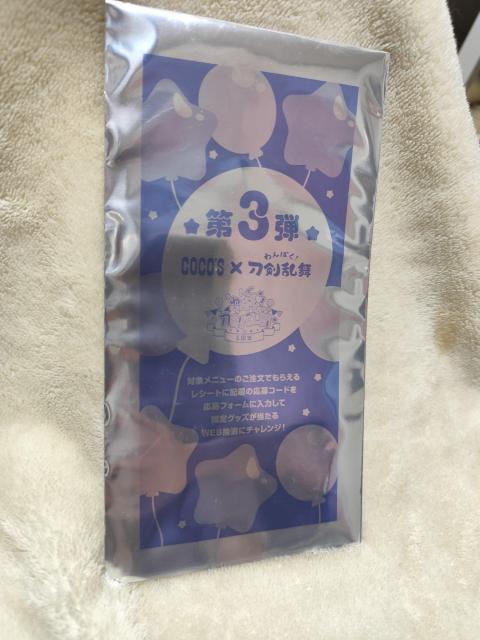 第3弾
わんぱく!
COCO'S × 刀剣乱舞
対象メニューのご注文でもらえる
レシートに記載の応募コードを
応募フォームに入力して
限定グッズが当たる
WEB抽選にチャレンジ!